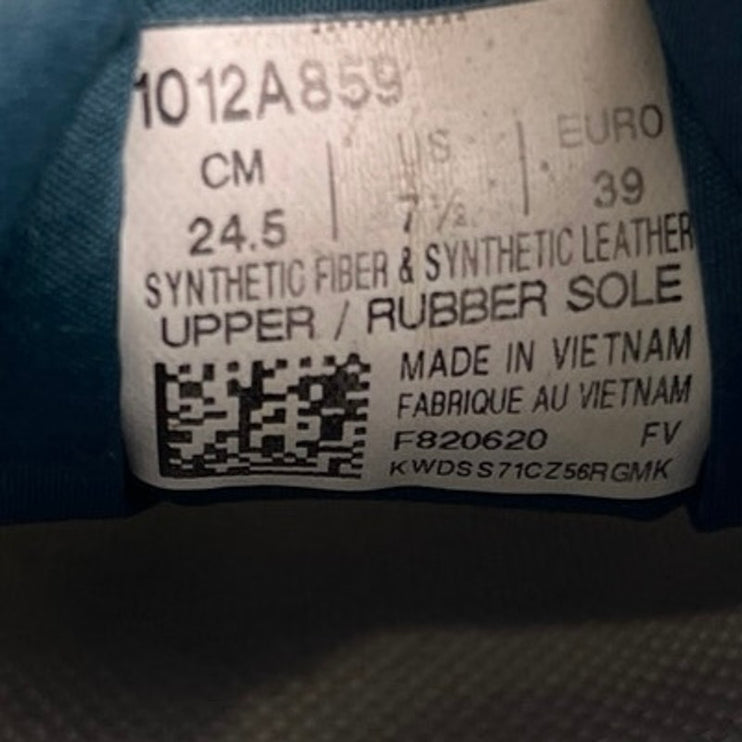 1012A859
CM | US | EURO
24.5 | 7 ½ | 39
SYNTHETIC FIBER & SYNTHETIC LEATHER
UPPER / RUBBER SOLE
MADE IN VIETNAM
FABRIQUE AU VIETNAM
F820620 FV
KWDSS71CZ56RGMK